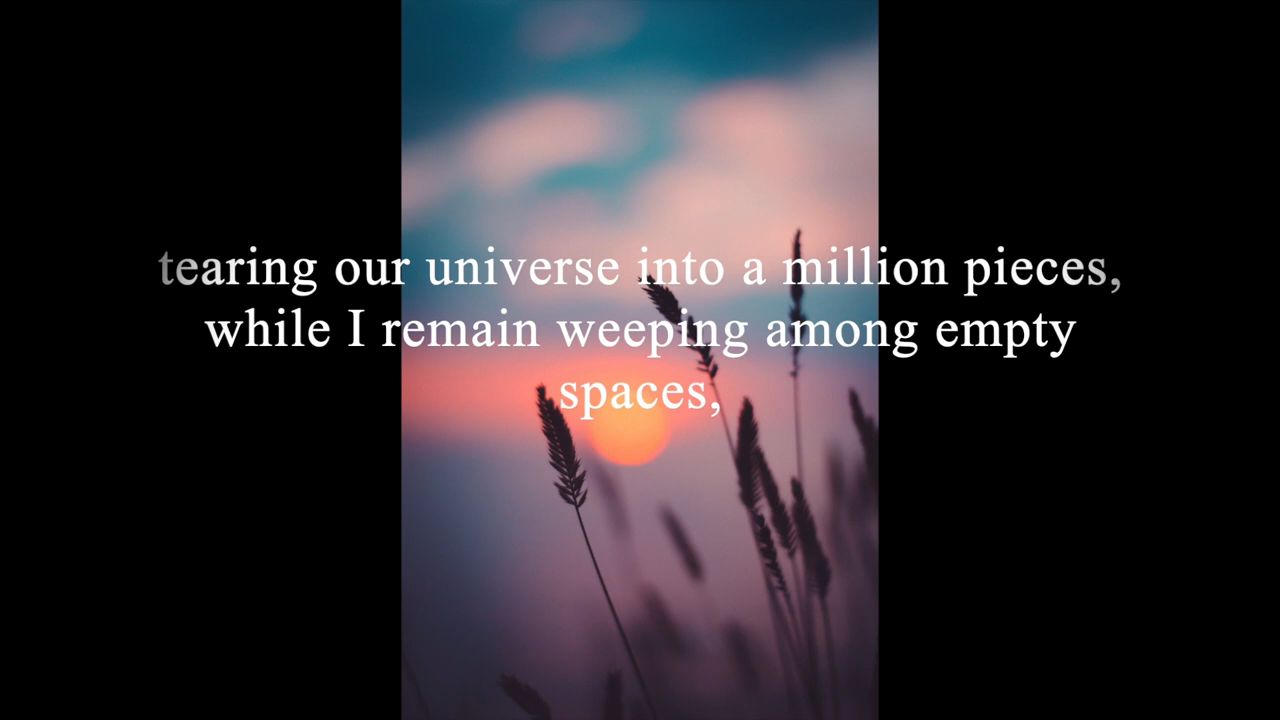 tearing our universe into a million pieces,
while I remain weeping among empty
spaces,